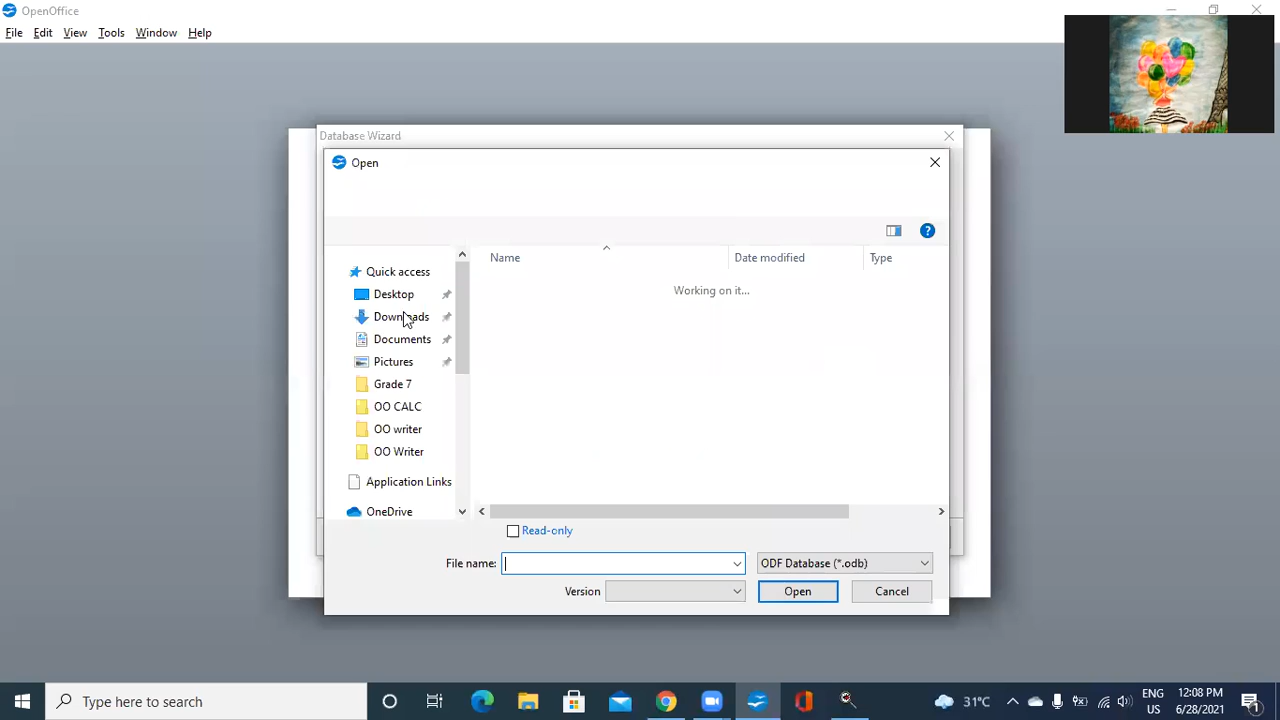 OpenOffice
File Edit View Tools Window Help
Database Wizard
Open
Name Date modified Type
Working on it...
Quick access
Desktop
Downloads
Documents
Pictures
Grade 7
OO CALC
OO writer
OO Writer
Application Links
OneDrive
Read-only
File name: ODF Database (*.odb)
Version Open Cancel
Type here to search
31°C
ENG
US
12:08 PM
6/28/2021
1